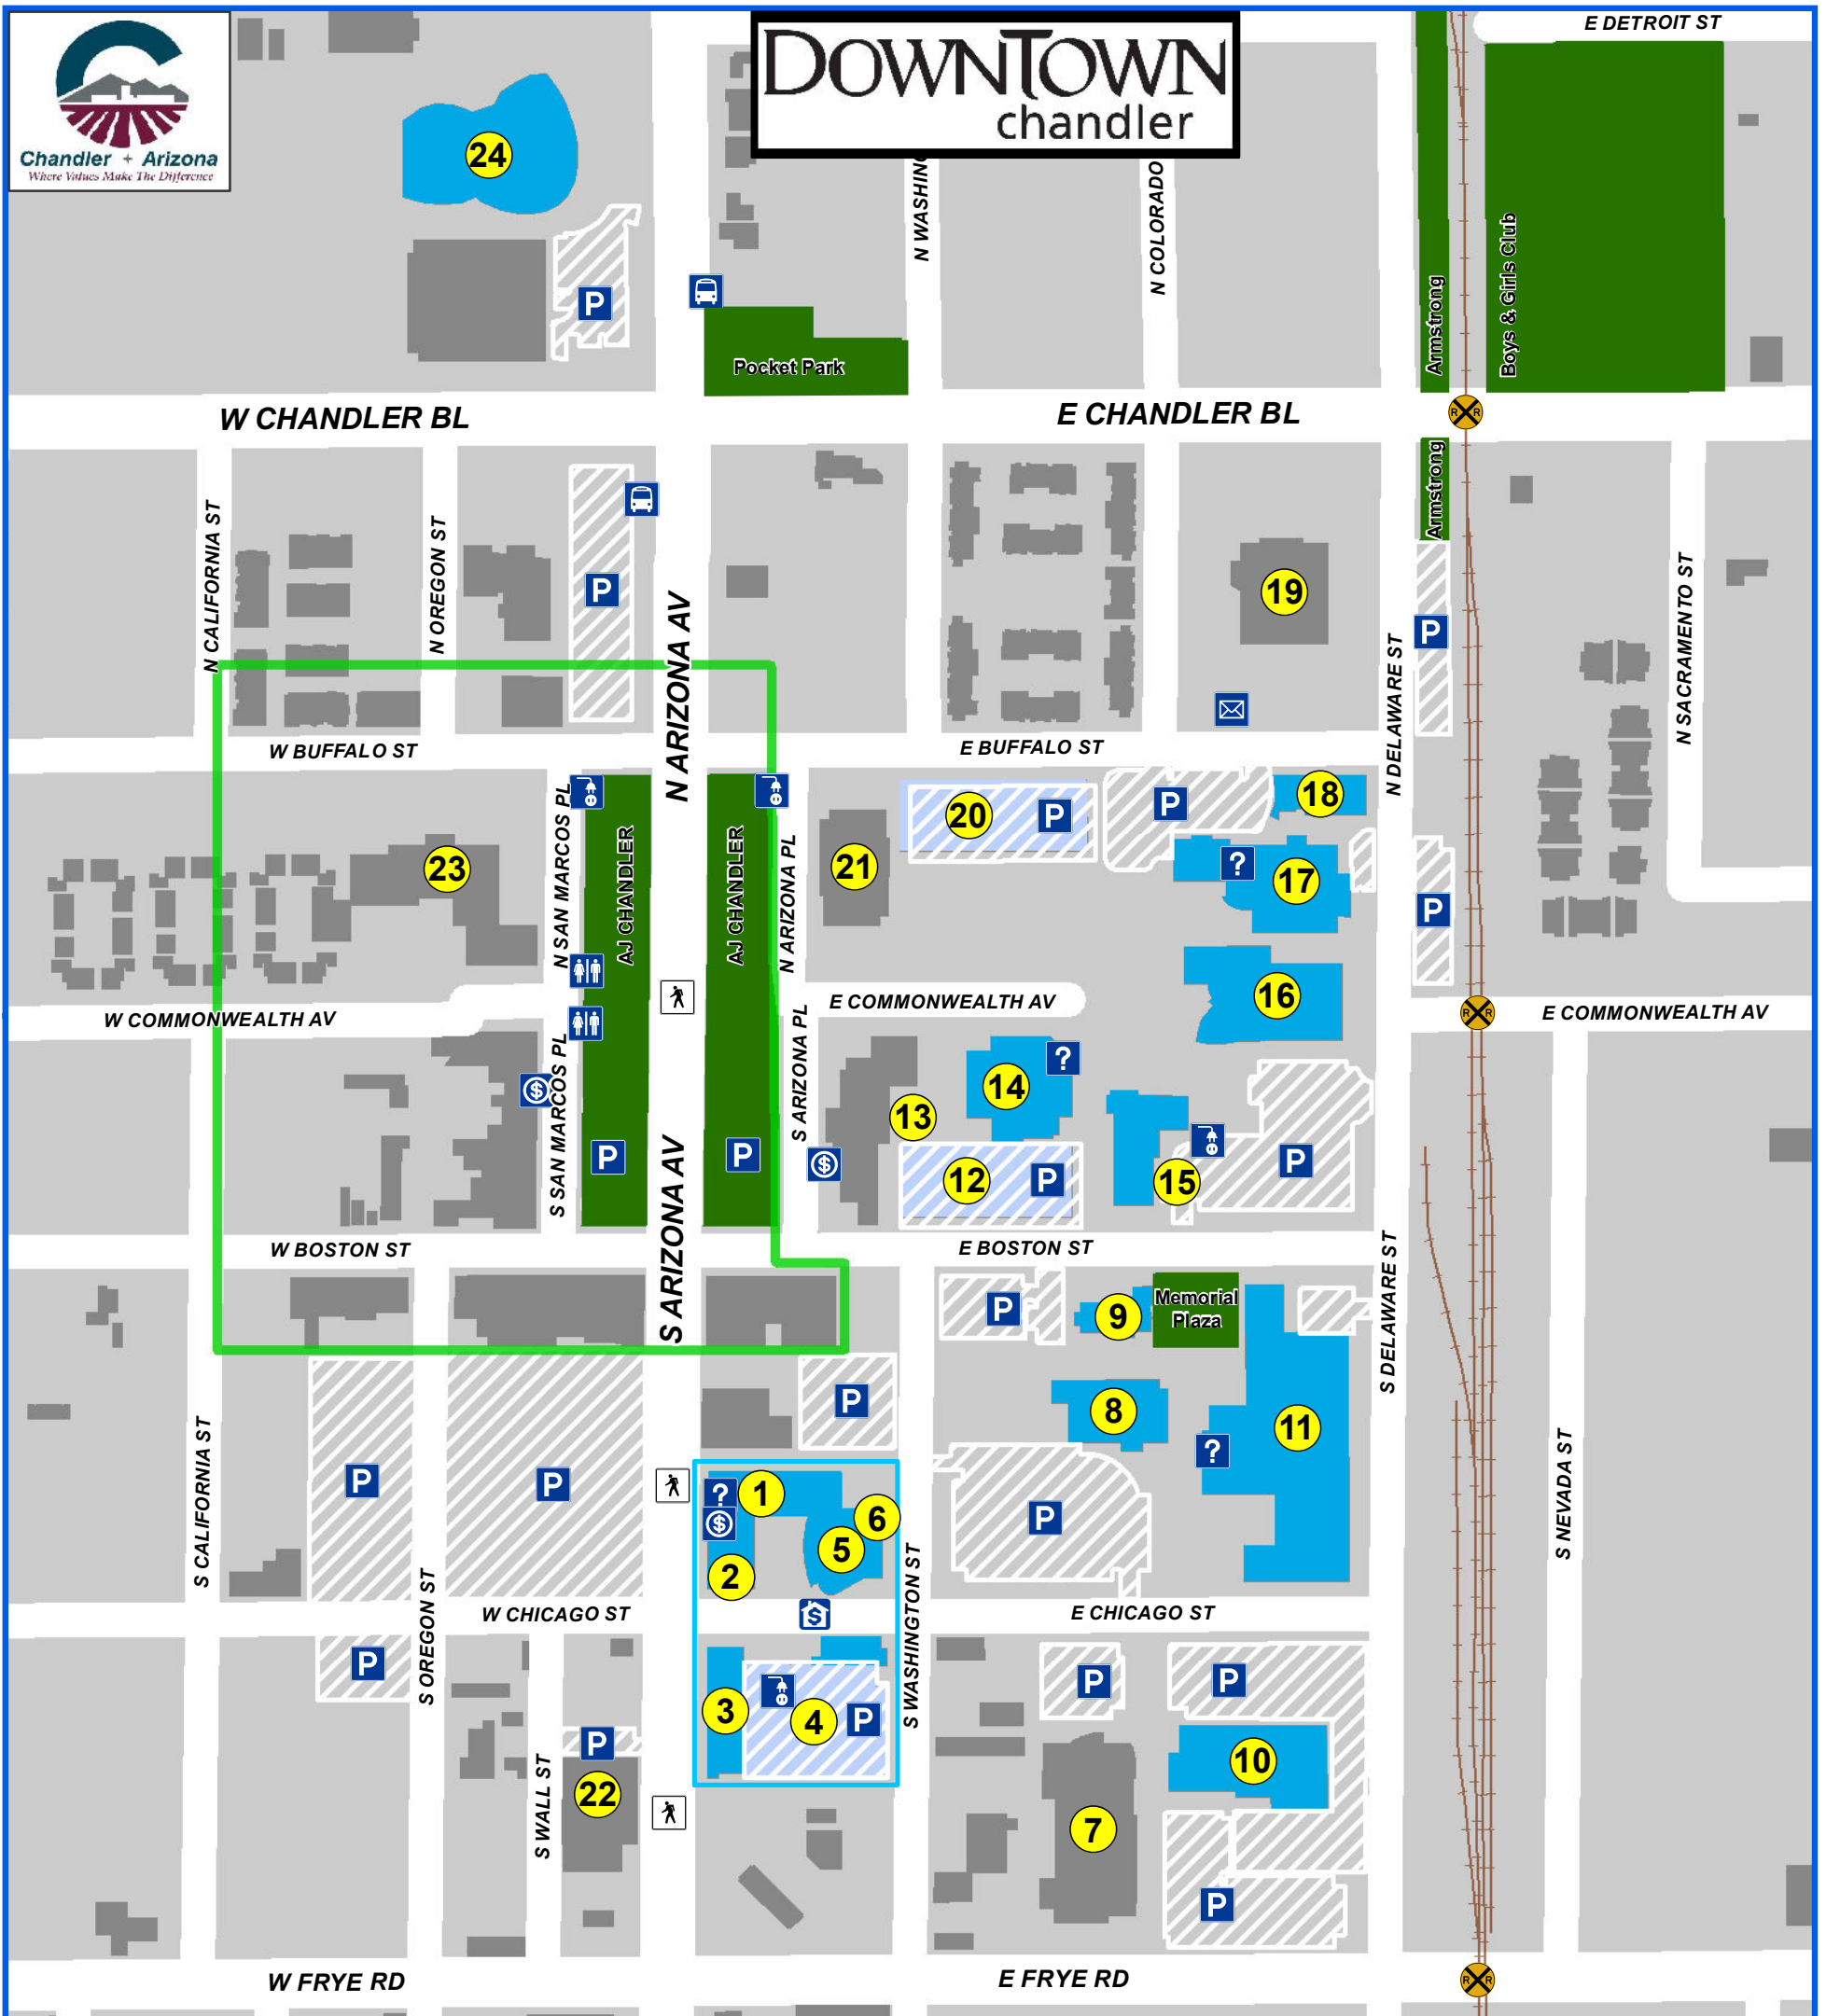 Chandler + Arizona
Where Values Make The Difference
DOWNTOWN
chandler
E DETROIT ST
24
N WASHIN
N COLORADO
Armstrong
Boys & Girls Club
P
Pocket Park
W CHANDLER BL
E CHANDLER BL
R R
Armstrong
N CALIFORNIA ST
N OREGON ST
P
N ARIZONA AV
19
P
N DELAWARE ST
N SACRAMENTO ST
W BUFFALO ST
E BUFFALO ST
N SAN MARCOS PL
AJ CHANDLER
AJ CHANDLER
N ARIZONA PL
20
P
P
18
23
21
?
17
P
16
W COMMONWEALTH AV
E COMMONWEALTH AV
R R
E COMMONWEALTH AV
$
S SAN MARCOS PL
P
S ARIZONA AV
P
S ARIZONA PL
$
13
14
?
12
P
15
P
W BOSTON ST
E BOSTON ST
P
9
Memorial
Plaza
S DELAWARE ST
P
8
11
?
S CALIFORNIA ST
P
P
?
1
$
2
5
6
P
S NEVADA ST
S OREGON ST
W CHICAGO ST
$
S WASHINGTON ST
E CHICAGO ST
P
3
4
P
P
P
S WALL ST
P
22
10
7
P
W FRYE RD
E FRYE RD
R R